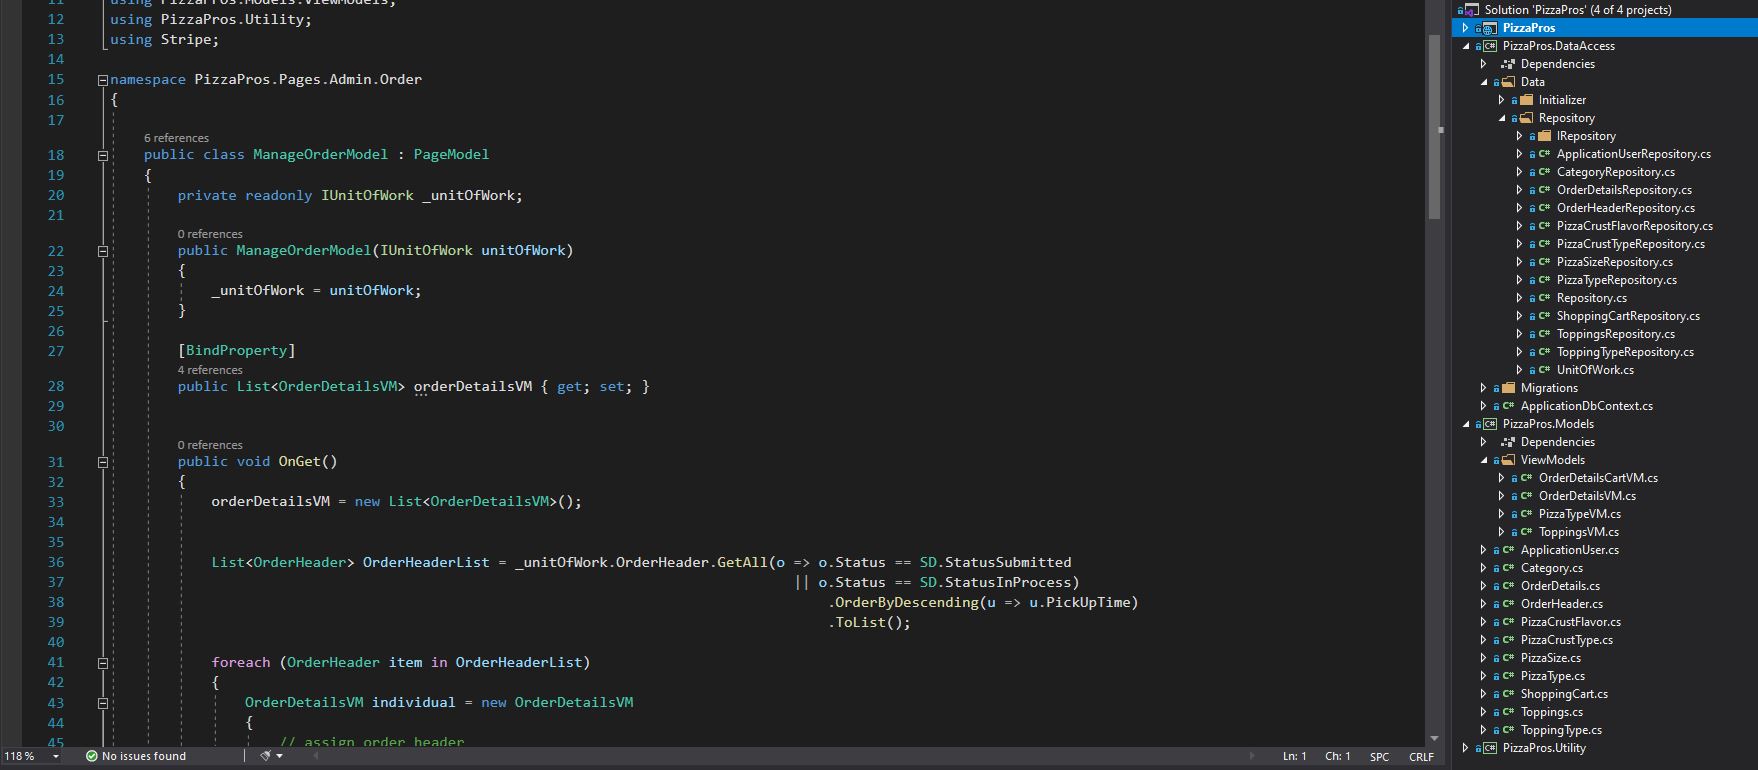 11 using PizzaPros.Models.ViewModels;
12 using PizzaPros.Utility;
13 using Stripe;
14
15 namespace PizzaPros.Pages.Admin.Order
16 {
17
6 references
18 public class ManageOrderModel : PageModel
19 {
20 private readonly IUnitOfWork _unitOfWork;
21
0 references
22 public ManageOrderModel(IUnitOfWork unitOfWork)
23 {
24 _unitOfWork = unitOfWork;
25 }
26
27 [BindProperty]
4 references
28 public List<OrderDetailsVM> orderDetailsVM { get; set; }
29
30
0 references
31 public void OnGet()
32 {
33 orderDetailsVM = new List<OrderDetailsVM>();
34
35
36 List<OrderHeader> OrderHeaderList = _unitOfWork.OrderHeader.GetAll(o => o.Status == SD.StatusSubmitted
37 || o.Status == SD.StatusInProcess)
38 .OrderByDescending(u => u.PickUpTime)
39 .ToList();
40
41 foreach (OrderHeader item in OrderHeaderList)
42 {
43 OrderDetailsVM individual = new OrderDetailsVM
44 {
45 // assign order header
118 % No issues found Ln: 1 Ch: 1 SPC CRLF
Solution 'PizzaPros' (4 of 4 projects)
PizzaPros
C# PizzaPros.DataAccess
Dependencies
Data
Initializer
Repository
IRepository
C# ApplicationUserRepository.cs
C# CategoryRepository.cs
C# OrderDetailsRepository.cs
C# OrderHeaderRepository.cs
C# PizzaCrustFlavorRepository.cs
C# PizzaCrustTypeRepository.cs
C# PizzaSizeRepository.cs
C# PizzaTypeRepository.cs
C# Repository.cs
C# ShoppingCartRepository.cs
C# ToppingsRepository.cs
C# ToppingTypeRepository.cs
C# UnitOfWork.cs
Migrations
C# ApplicationDbContext.cs
C# PizzaPros.Models
Dependencies
ViewModels
C# OrderDetailsCartVM.cs
C# OrderDetailsVM.cs
C# PizzaTypeVM.cs
C# ToppingsVM.cs
C# ApplicationUser.cs
C# Category.cs
C# OrderDetails.cs
C# OrderHeader.cs
C# PizzaCrustFlavor.cs
C# PizzaCrustType.cs
C# PizzaSize.cs
C# PizzaType.cs
C# ShoppingCart.cs
C# Toppings.cs
C# ToppingType.cs
C# PizzaPros.Utility